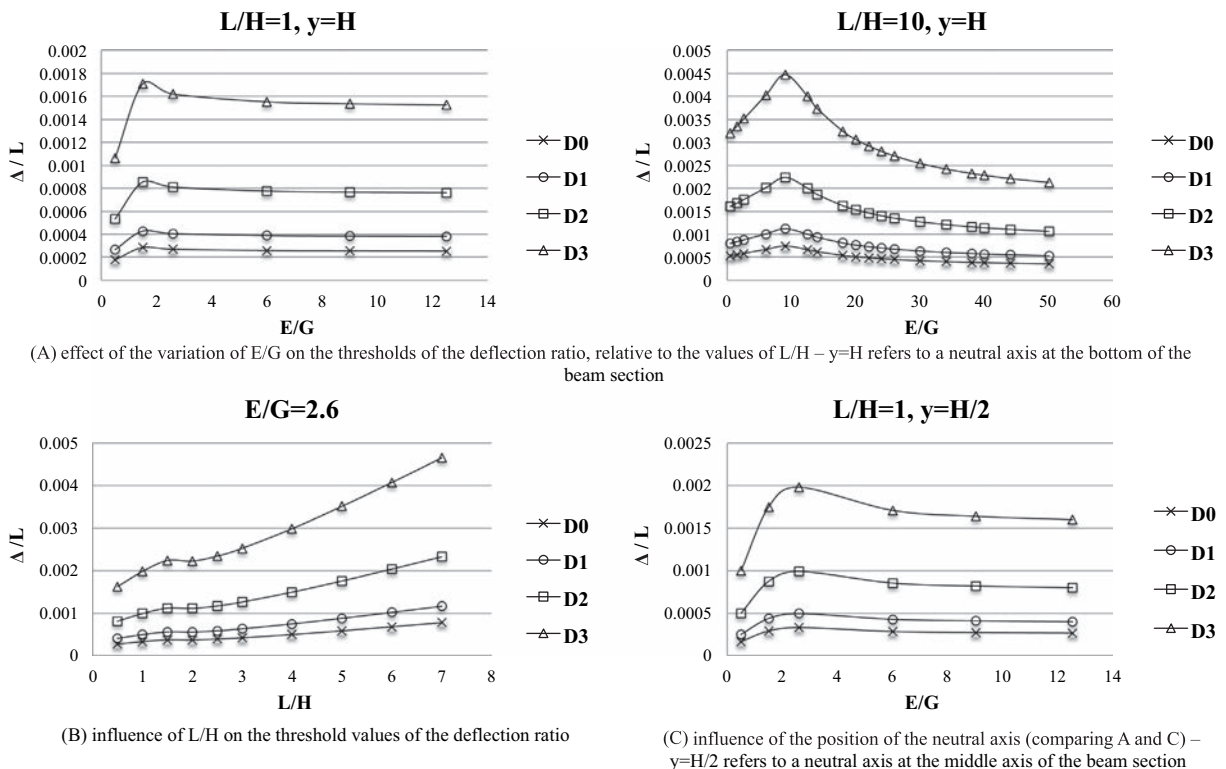 L/H=1, y=H
0.002
0.0018
0.0016
0.0014
0.0012
0.001
0.0008
0.0006
0.0004
0.0002
0
Δ / L
0 2 4 6 8 10 12 14
E/G
D0
D1
D2
D3
L/H=10, y=H
0.005
0.0045
0.004
0.0035
0.003
0.0025
0.002
0.0015
0.001
0.0005
0
Δ / L
0 10 20 30 40 50 60
E/G
D0
D1
D2
D3
(A) effect of the variation of E/G on the thresholds of the deflection ratio, relative to the values of L/H – y=H refers to a neutral axis at the bottom of the
beam section
E/G=2.6
0.005
0.004
0.003
0.002
0.001
0
Δ/L
0 1 2 3 4 5 6 7 8
L/H
D0
D1
D2
D3
(B) influence of L/H on the threshold values of the deflection ratio
L/H=1, y=H/2
0.0025
0.002
0.0015
0.001
0.0005
0
Δ / L
0 2 4 6 8 10 12 14
E/G
D0
D1
D2
D3
(C) influence of the position of the neutral axis (comparing A and C) –
y=H/2 refers to a neutral axis at the middle axis of the beam section